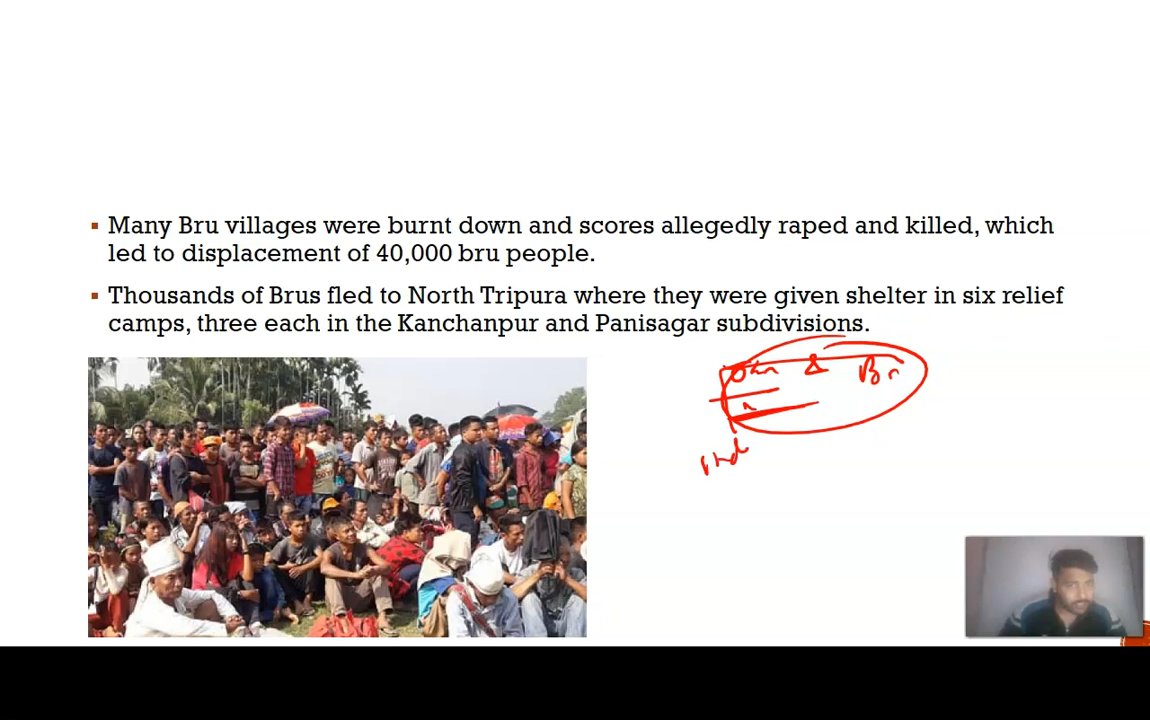 Many Bru villages were burnt down and scores allegedly raped and killed, which
led to displacement of 40,000 bru people.
Thousands of Brus fled to North Tripura where they were given shelter in six relief
camps, three each in the Kanchanpur and Panisagar subdivisions.
&